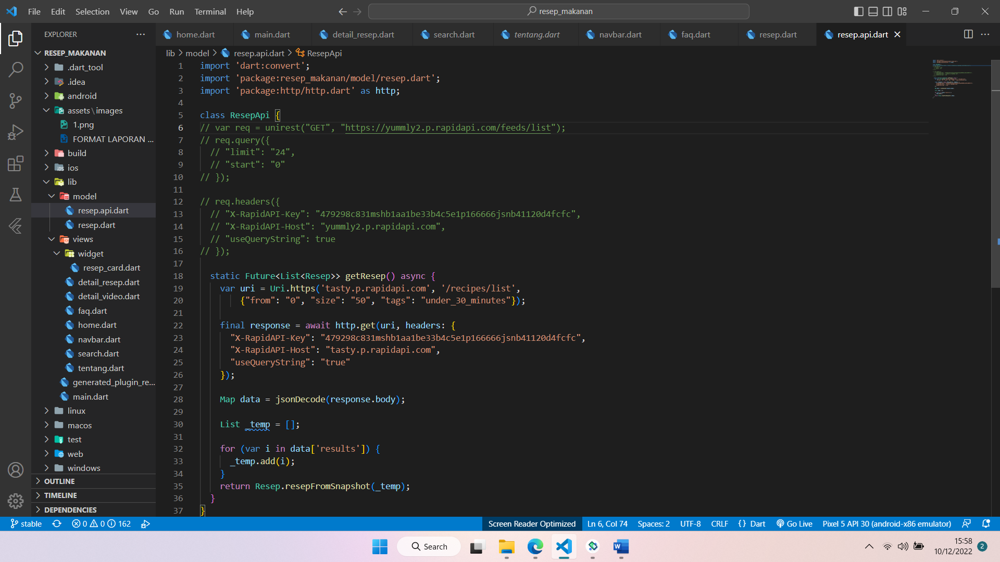 File Edit Selection View Go Run Terminal Help
resep_makanan
EXPLORER
RESEP_MAKANAN
.dart_tool
.idea
android
assets\images
1.png
FORMAT LAPORAN ...
build
ios
lib
model
resep.api.dart
resep.dart
views
widget
resep_card.dart
detail_resep.dart
detail_video.dart
faq.dart
home.dart
navbar.dart
search.dart
tentang.dart
generated_plugin_re...
main.dart
linux
macos
test
web
windows
OUTLINE
TIMELINE
DEPENDENCIES
home.dart main.dart detail_resep.dart search.dart tentang.dart navbar.dart faq.dart resep.dart resep.api.dart
lib > model > resep.api.dart > ResepApi
1 import 'dart:convert';
2 import 'package:resep_makanan/model/resep.dart';
3 import 'package:http/http.dart' as http;
4
5 class ResepApi {
6 // var req = unirest("GET", "https://yummly2.p.rapidapi.com/feeds/list");
7 // req.query({
8 // "limit": "24",
9 // "start": "0"
10 // });
11
12 // req.headers({
13 // "X-RapidAPI-Key": "479298c831mshb1aa1be33b4c5e1p166666jsnb41120d4fcfc",
14 // "X-RapidAPI-Host": "yummly2.p.rapidapi.com",
15 // "useQueryString": true
16 // });
17
18 static Future<List<Resep>> getResep() async {
19 var uri = Uri.https('tasty.p.rapidapi.com', '/recipes/list',
20 {"from": "0", "size": "50", "tags": "under_30_minutes"});
21
22 final response = await http.get(uri, headers: {
23 "X-RapidAPI-Key": "479298c831mshb1aa1be33b4c5e1p166666jsnb41120d4fcfc",
24 "X-RapidAPI-Host": "tasty.p.rapidapi.com",
25 "useQueryString": "true"
26 });
27
28 Map data = jsonDecode(response.body);
29
30 List _temp = [];
31
32 for (var i in data['results']) {
33 _temp.add(i);
34 }
35 return Resep.resepFromSnapshot(_temp);
36 }
37 }
stable 0 0 162 Screen Reader Optimized Ln 6, Col 74 Spaces: 2 UTF-8 CRLF {} Dart Go Live Pixel 5 API 30 (android-x86 emulator)
Search
15:58
10/12/2022
2